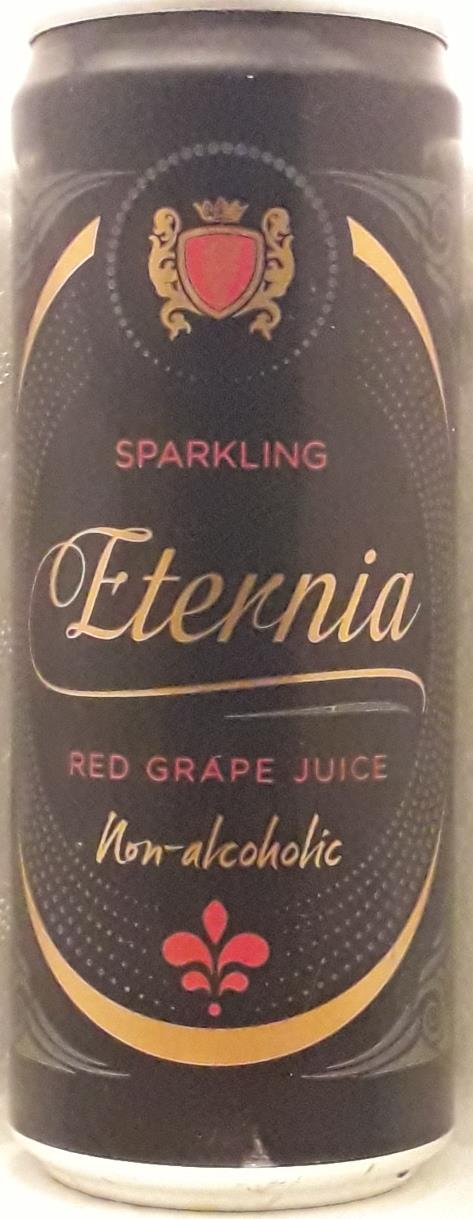 SPARKLING
Eternia
RED GRAPE JUICE
Non-alcoholic